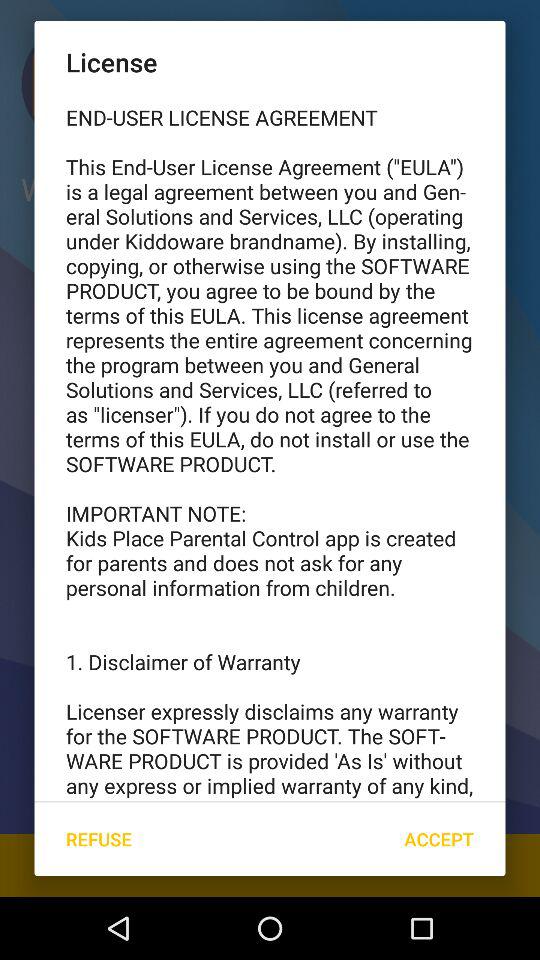 License
END-USER LICENSE AGREEMENT
This End-User License Agreement ("EULA")
is a legal agreement between you and Gen-
eral Solutions and Services, LLC (operating
under Kiddoware brandname). By installing,
copying, or otherwise using the SOFTWARE
PRODUCT, you agree to be bound by the
terms of this EULA. This license agreement
represents the entire agreement concerning
the program between you and General
Solutions and Services, LLC (referred to
as "licenser"). If you do not agree to the
terms of this EULA, do not install or use the
SOFTWARE PRODUCT.
IMPORTANT NOTE:
Kids Place Parental Control app is created
for parents and does not ask for any
personal information from children.
1. Disclaimer of Warranty
Licenser expressly disclaims any warranty
for the SOFTWARE PRODUCT. The SOFT-
WARE PRODUCT is provided 'As Is' without
any express or implied warranty of any kind,
REFUSE
ACCEPT